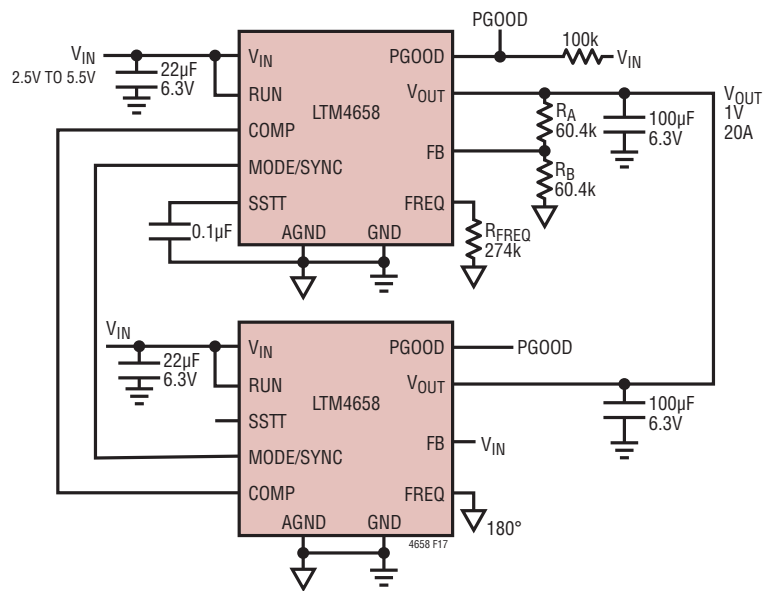 PGOOD
100k
VIN
VIN
2.5V TO 5.5V
22µF
6.3V
VIN
RUN
COMP
MODE/SYNC
SSTT
LTM4658
PGOOD
VOUT
FB
FREQ
AGND
GND
0.1µF
RA
60.4k
RB
60.4k
RFREQ
274k
100µF
6.3V
VOUT
1V
20A
VIN
22µF
6.3V
VIN
RUN
SSTT
MODE/SYNC
COMP
LTM4658
PGOOD
VOUT
FB
FREQ
AGND
GND
PGOOD
VIN
100µF
6.3V
180°
4658 F17